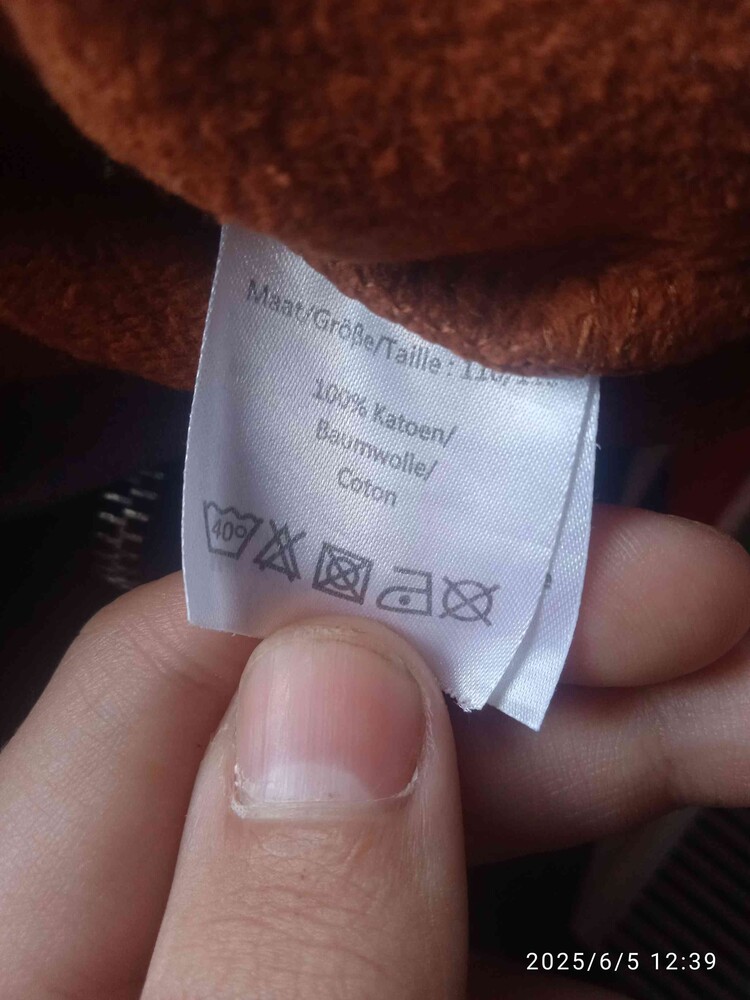 Maat/Größe/Taille :
100% Katoen/
Baumwolle/
Coton
40°
2025/6/5 12:39